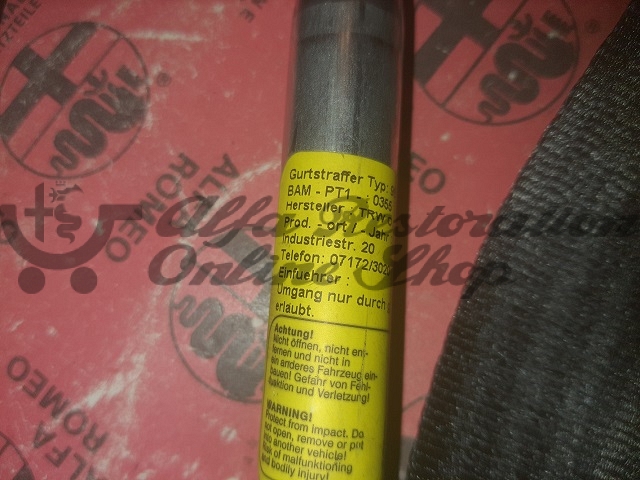 Gurtstraffer Typ:
BAM - PT1 - : 0355
Hersteller : TRW
Prod. - ort / - Jahr
Industriestr. 20
Telefon: 07172/302
Einfuehrer :
Umgang nur durch
erlaubt.
Achtung!
Nicht öffnen, nicht ent-
fernen und nicht in
ein anderes Fahrzeug ein-
bauen! Gefahr von Fehl-
funktion und Verletzung!
WARNING!
Protect from impact. Do
not open, remove or put
into another vehicle!
Risk of malfunctioning
and bodily injury!
Alfa Restoration
Online Shop
ALFA
ROMEO
ALFA
ROMEO